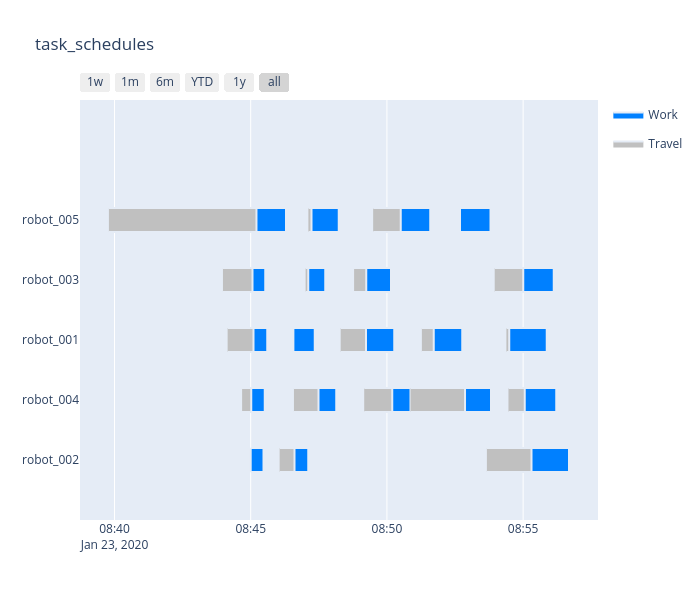 task_schedules
1w 1m 6m YTD 1y all
Work
Travel
robot_005
robot_003
robot_001
robot_004
robot_002
08:40 08:45 08:50 08:55
Jan 23, 2020